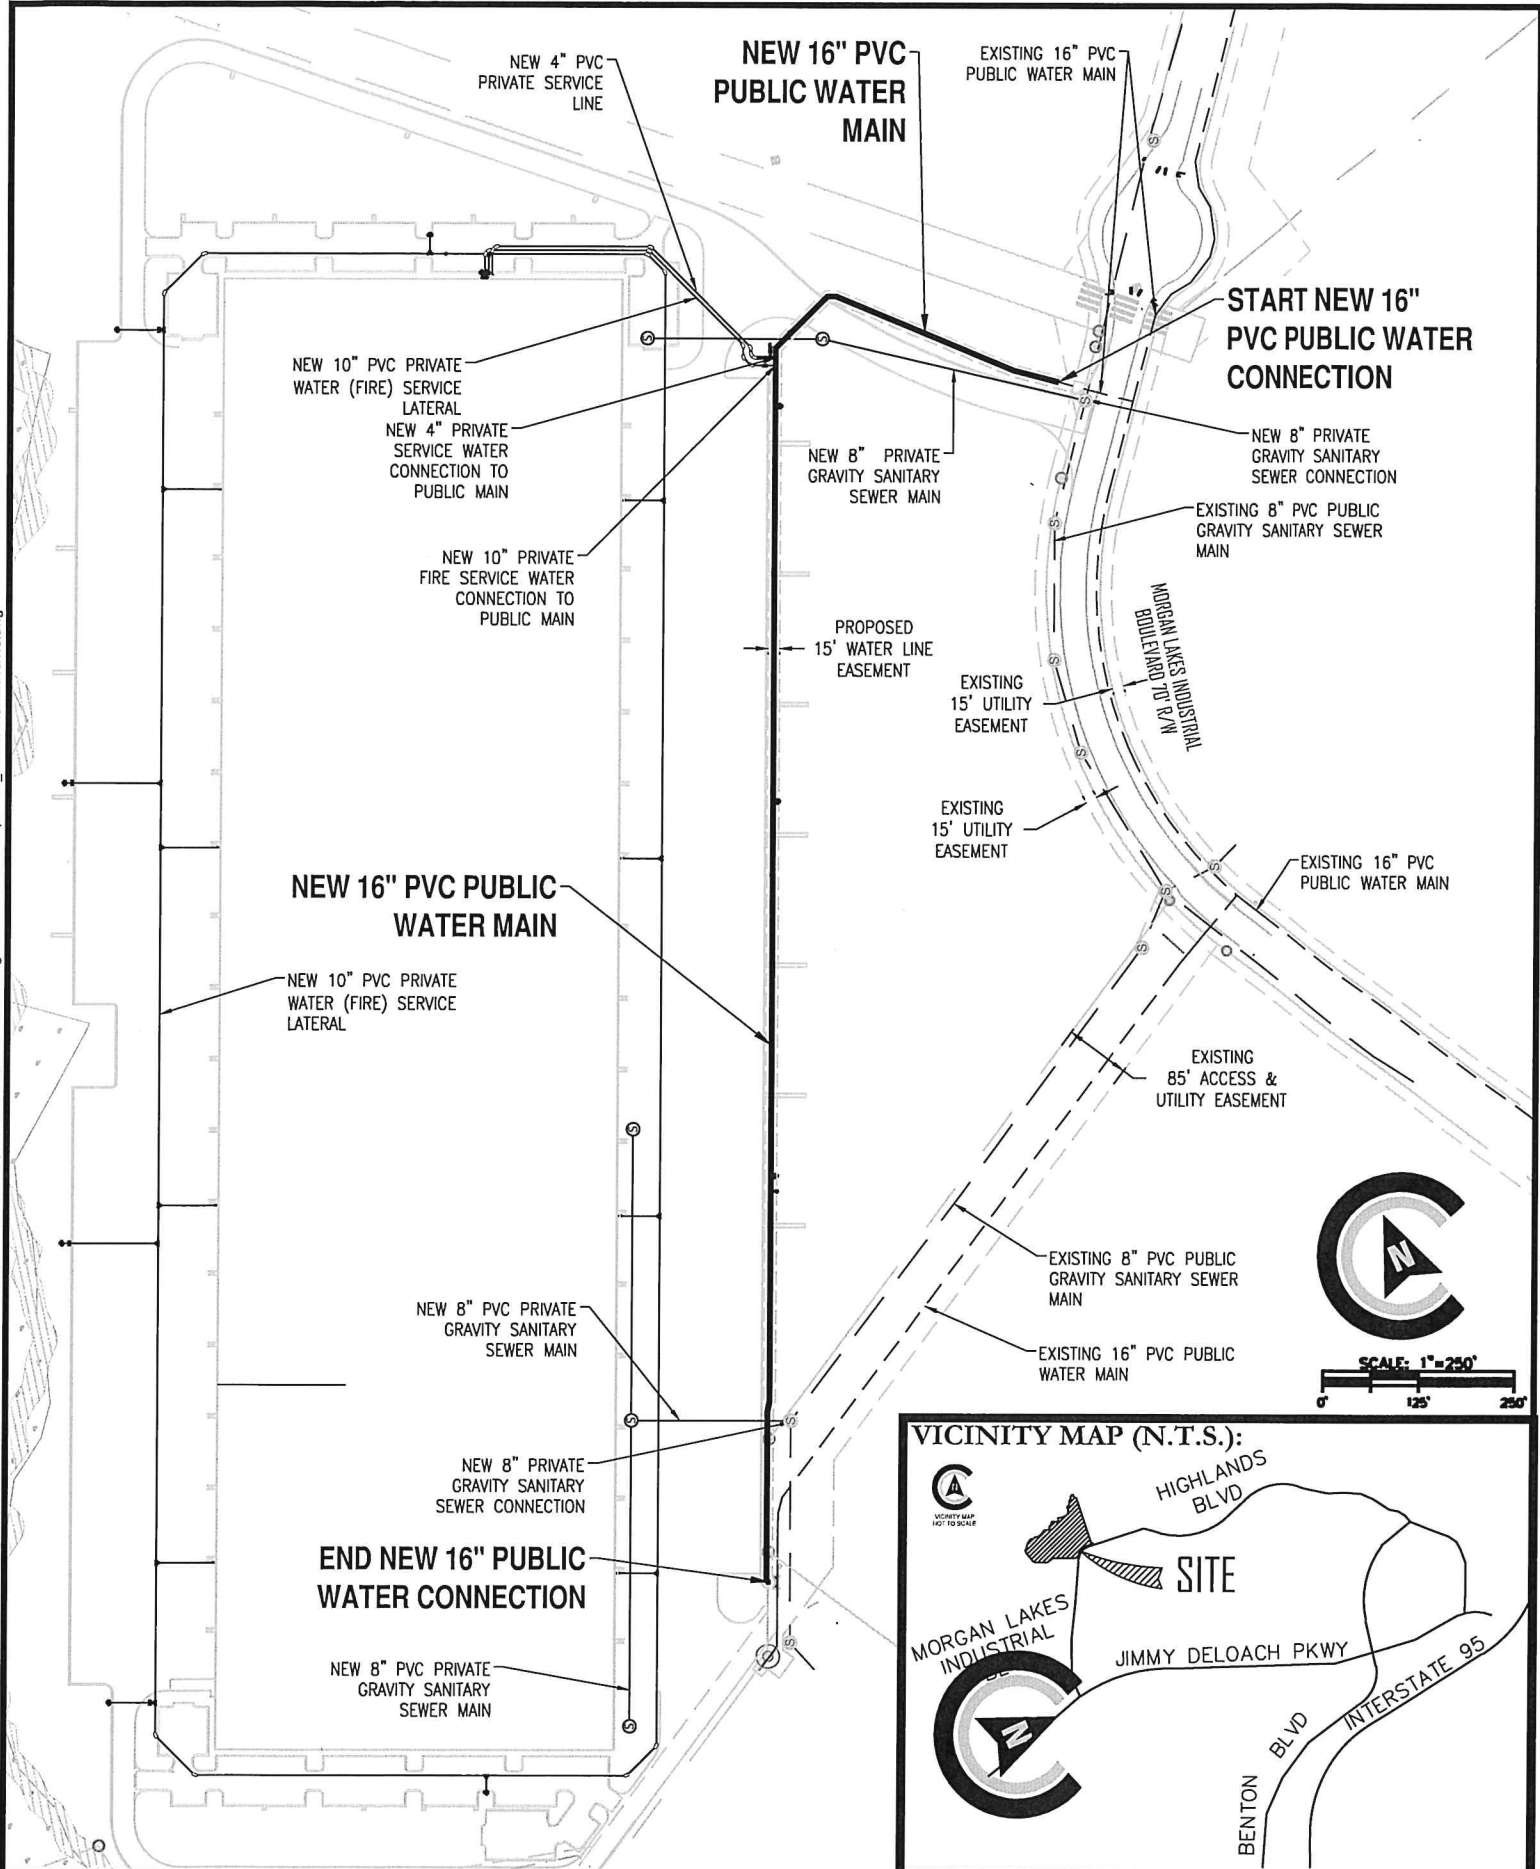 NEW 4" PVC
PRIVATE SERVICE
LINE
NEW 16" PVC
PUBLIC WATER
MAIN
EXISTING 16" PVC
PUBLIC WATER MAIN
START NEW 16"
PVC PUBLIC WATER
CONNECTION
NEW 10" PVC PRIVATE
WATER (FIRE) SERVICE
LATERAL
NEW 4" PRIVATE
SERVICE WATER
CONNECTION TO
PUBLIC MAIN
NEW 8" PRIVATE
GRAVITY SANITARY
SEWER MAIN
NEW 8" PRIVATE
GRAVITY SANITARY
SEWER CONNECTION
EXISTING 8" PVC PUBLIC
GRAVITY SANITARY SEWER
MAIN
NEW 10" PRIVATE
FIRE SERVICE WATER
CONNECTION TO
PUBLIC MAIN
PROPOSED
15' WATER LINE
EASEMENT
MORGAN LAKES INDUSTRIAL
BOULEVARD 70' R/W
EXISTING
15' UTILITY
EASEMENT
EXISTING
15' UTILITY
EASEMENT
EXISTING 16" PVC
PUBLIC WATER MAIN
NEW 16" PVC PUBLIC
WATER MAIN
NEW 10" PVC PRIVATE
WATER (FIRE) SERVICE
LATERAL
EXISTING
85' ACCESS &
UTILITY EASEMENT
EXISTING 8" PVC PUBLIC
GRAVITY SANITARY SEWER
MAIN
N
NEW 8" PVC PRIVATE
GRAVITY SANITARY
SEWER MAIN
EXISTING 16" PVC PUBLIC
WATER MAIN
SCALE: 1"=250'
0' 125' 250'
NEW 8" PRIVATE
GRAVITY SANITARY
SEWER CONNECTION
END NEW 16" PUBLIC
WATER CONNECTION
NEW 8" PVC PRIVATE
GRAVITY SANITARY
SEWER MAIN
VICINITY MAP (N.T.S.):
VICINITY MAP
NOT TO SCALE
HIGHLANDS
BLVD
SITE
MORGAN LAKES
INDUSTRIAL
JIMMY DELOACH PKWY
INTERSTATE 95
BENTON BLVD
N